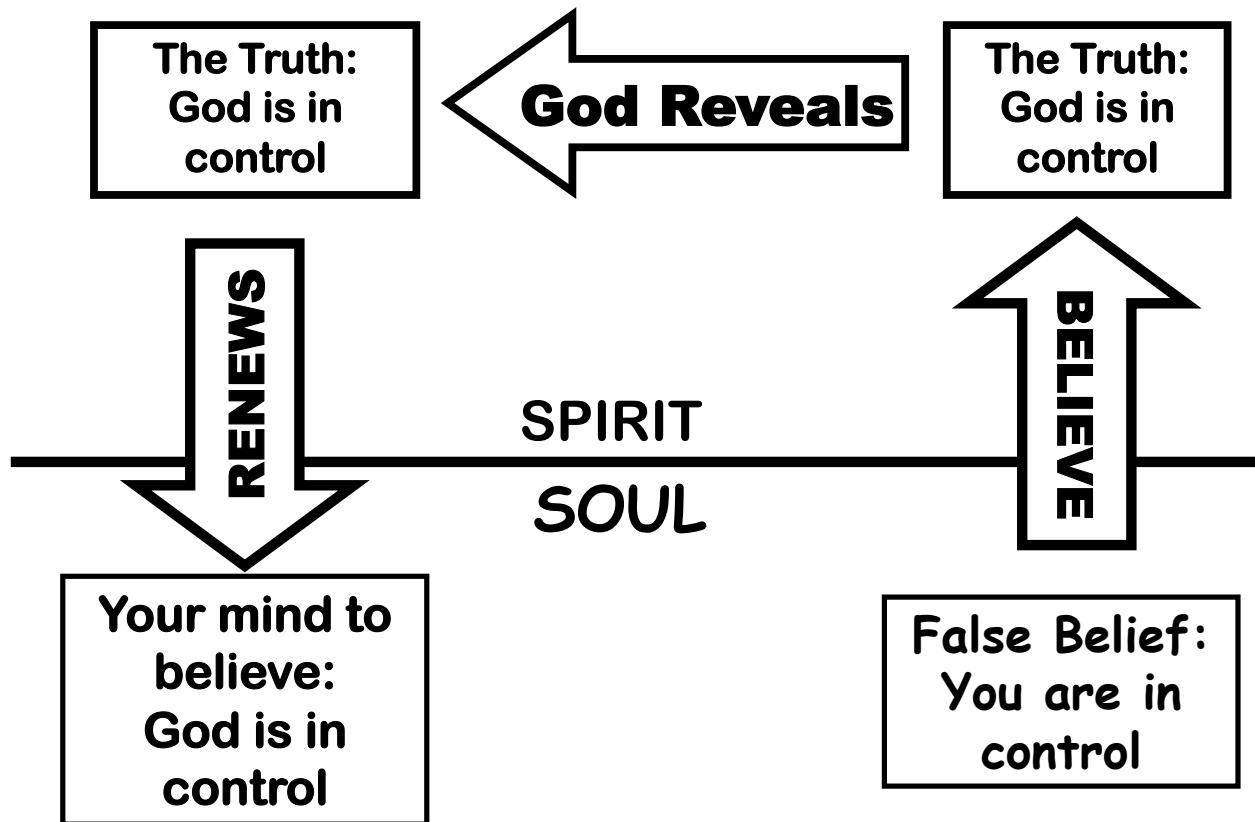 The Truth:
God is in
control
God Reveals
The Truth:
God is in
control
RENEWS
BELIEVE
SPIRIT
SOUL
Your mind to
believe:
God is in
control
False Belief:
You are in
control